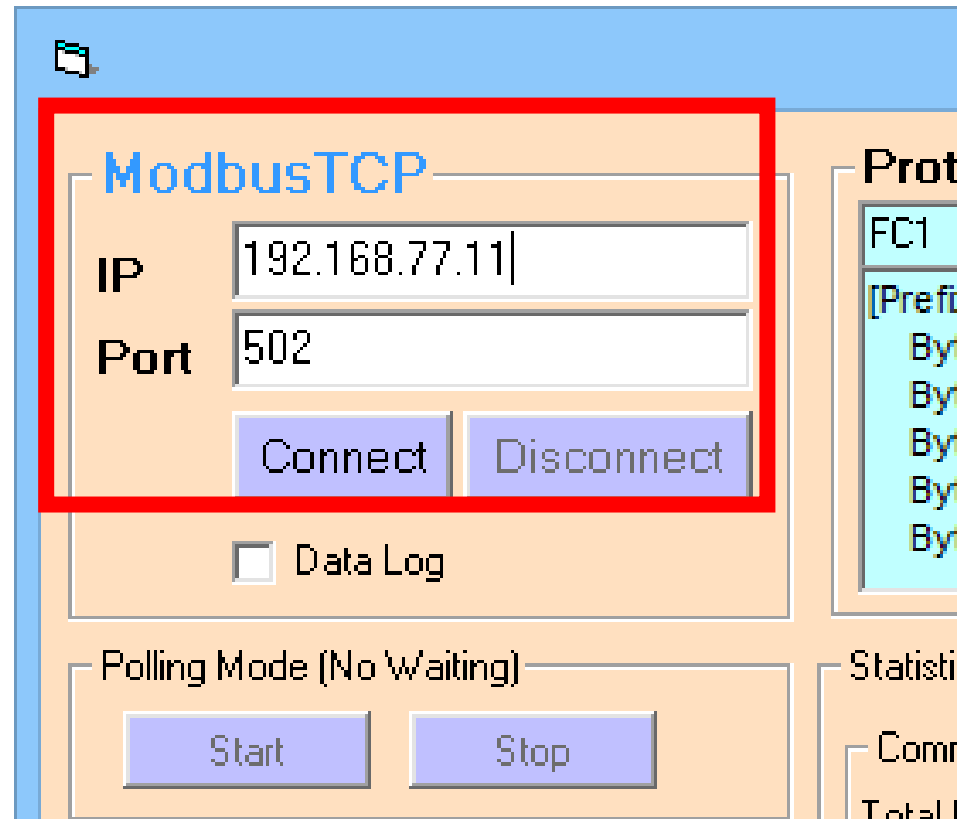 ModbusTCP
IP 192.168.77.11
Port 502
Connect Disconnect
Data Log
Polling Mode (No Waiting)
Start Stop
FC1